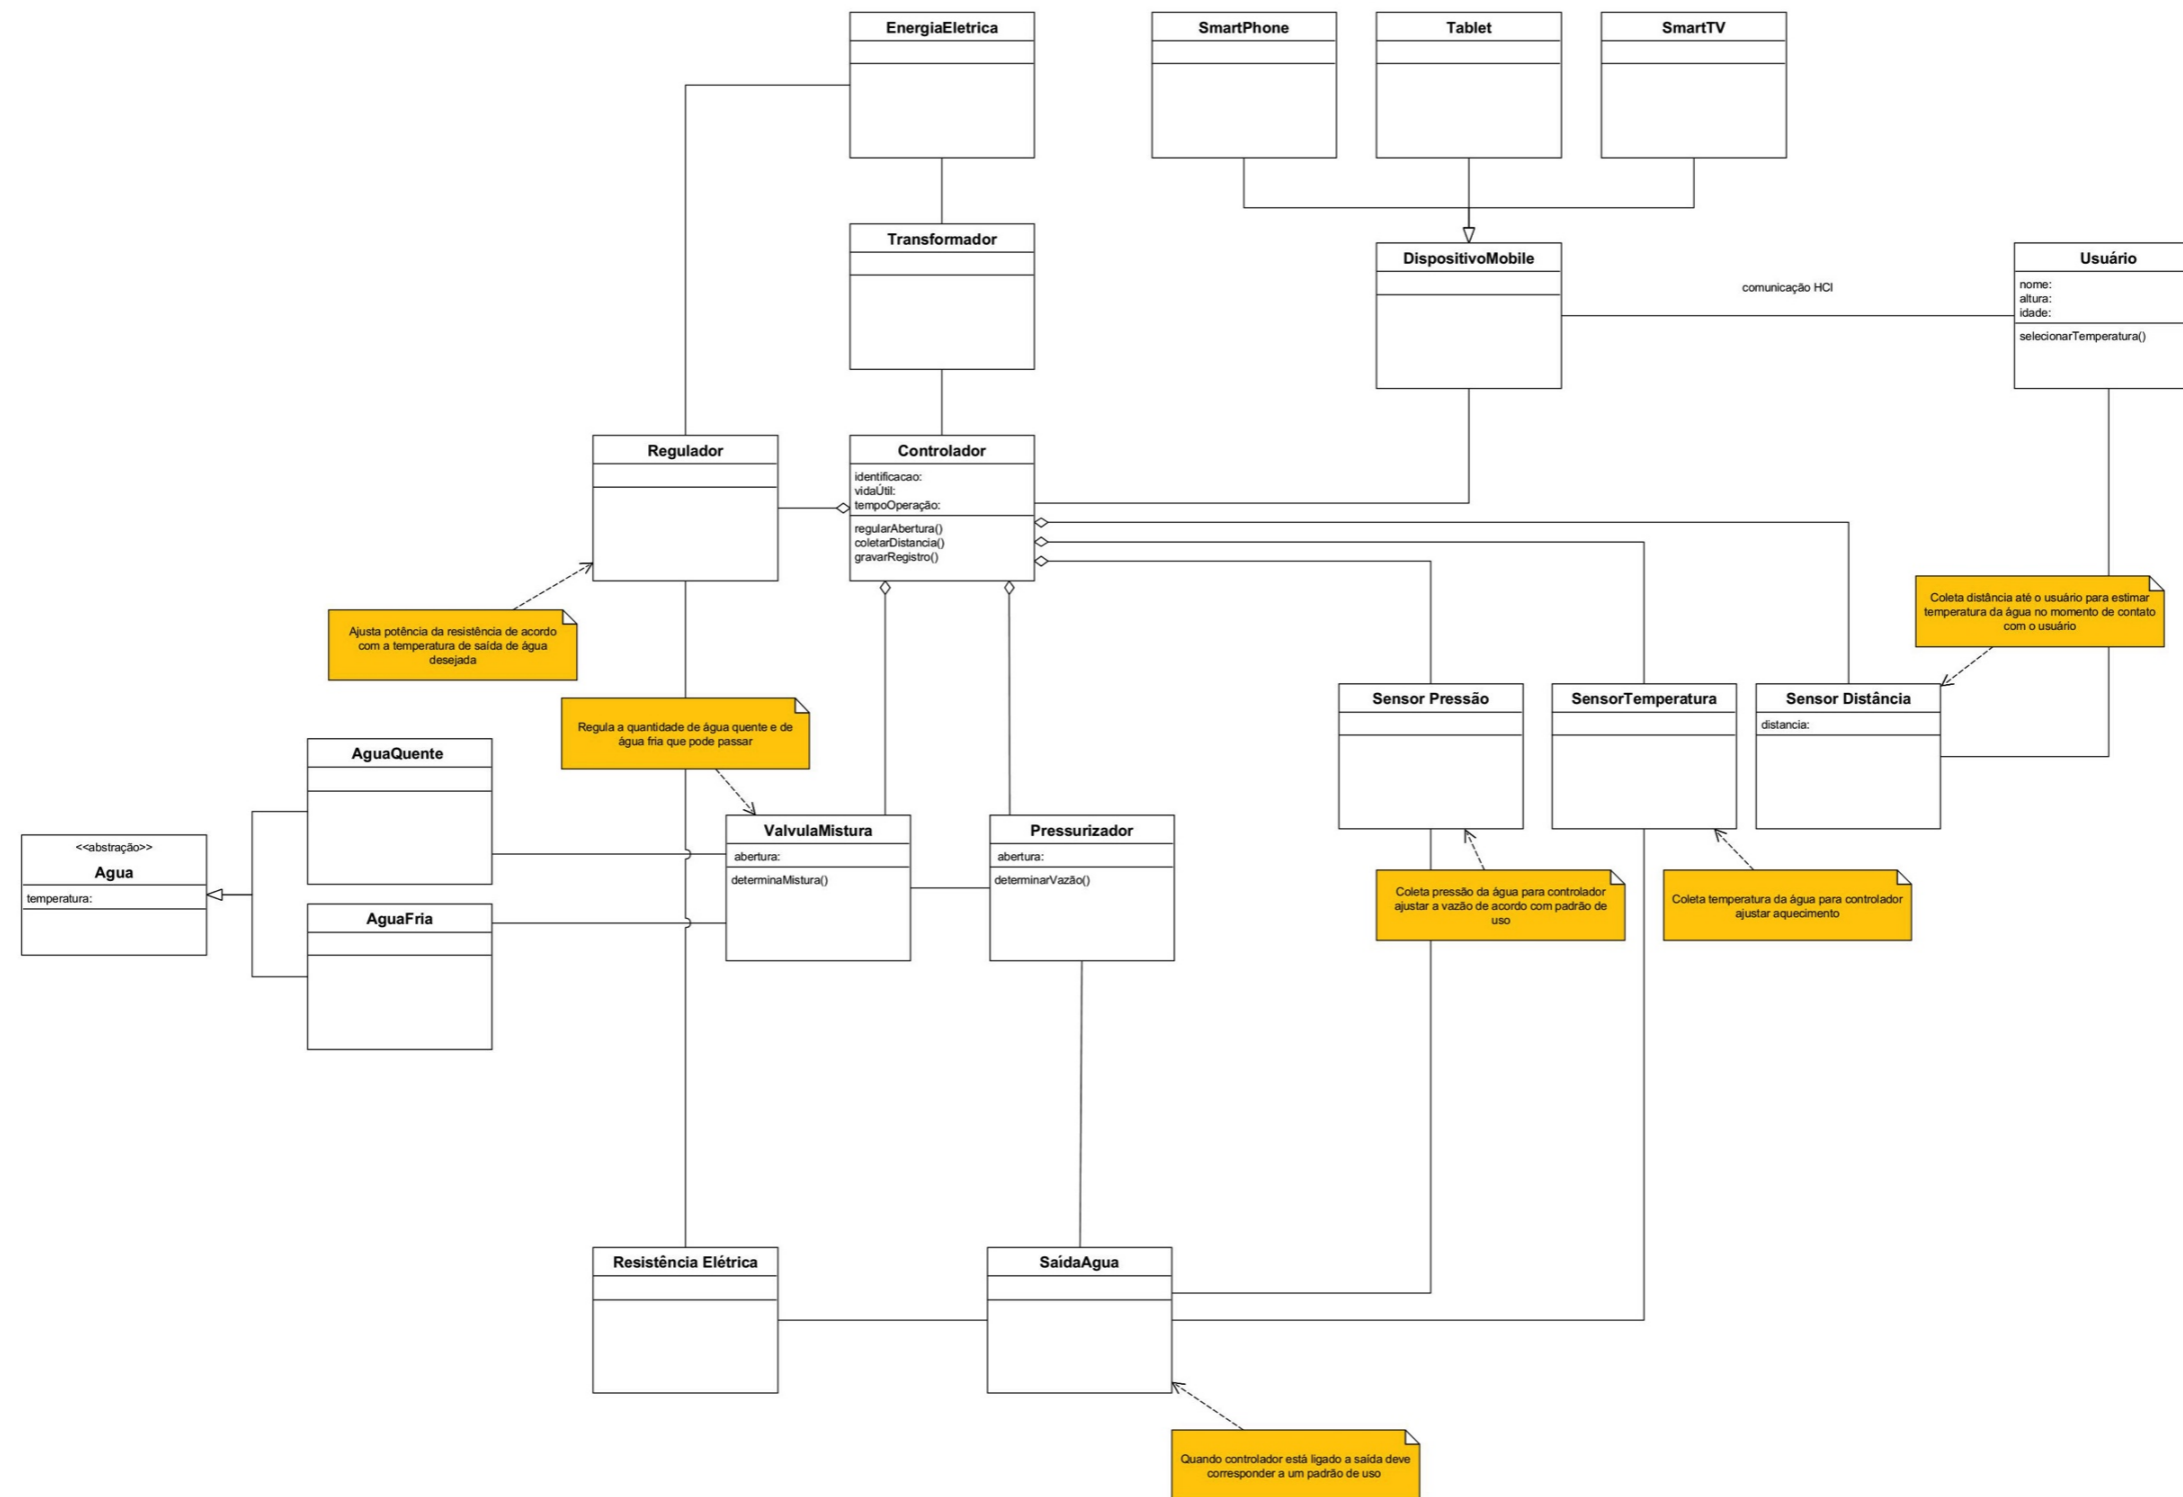 EnergiaEletrica
SmartPhone
Tablet
SmartTV
Transformador
DispositivoMobile
comunicação HCI
Usuário
nome:
altura:
idade:
selecionarTemperatura()
Regulador
Controlador
identificacao:
vidaÚtil:
tempoOperação:
regularAbertura()
coletarDistancia()
gravarRegistro()
Ajusta potência da resistência de acordo
com a temperatura de saída de água
desejada
Coleta distância até o usuário para estimar
temperatura da água no momento de contato
com o usuário
Regula a quantidade de água quente e de
água fria que pode passar
Sensor Pressão
SensorTemperatura
Sensor Distância
distancia:
AguaQuente
<<abstração>>
Agua
temperatura:
AguaFria
ValvulaMistura
abertura:
determinaMistura()
Pressurizador
abertura:
determinarVazão()
Coleta pressão da água para controlador
ajustar a vazão de acordo com padrão de
uso
Coleta temperatura da água para controlador
ajustar aquecimento
Resistência Elétrica
SaídaAgua
Quando controlador está ligado a saída deve
corresponder a um padrão de uso